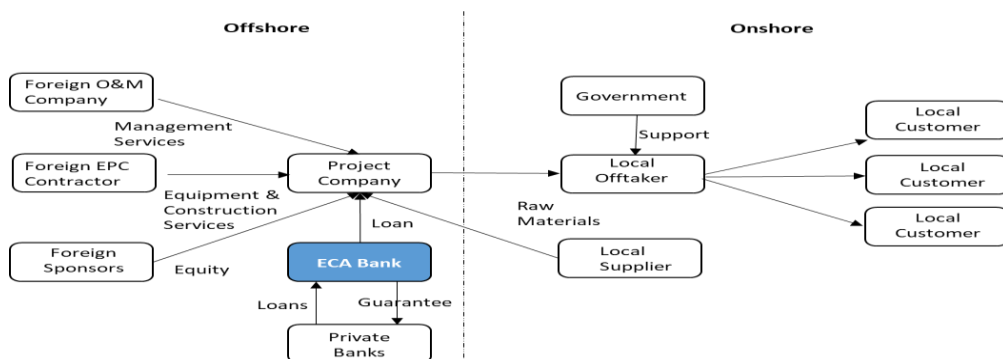 Offshore
Onshore
Foreign O&M
Company
Government
Local
Customer
Management
Services
Support
Foreign EPC
Contractor
Project
Company
Local
Offtaker
Local
Customer
Equipment &
Construction
Services
Raw
Materials
Local
Customer
Loan
Foreign
Sponsors
Equity
ECA Bank
Local
Supplier
Loans
Guarantee
Private
Banks